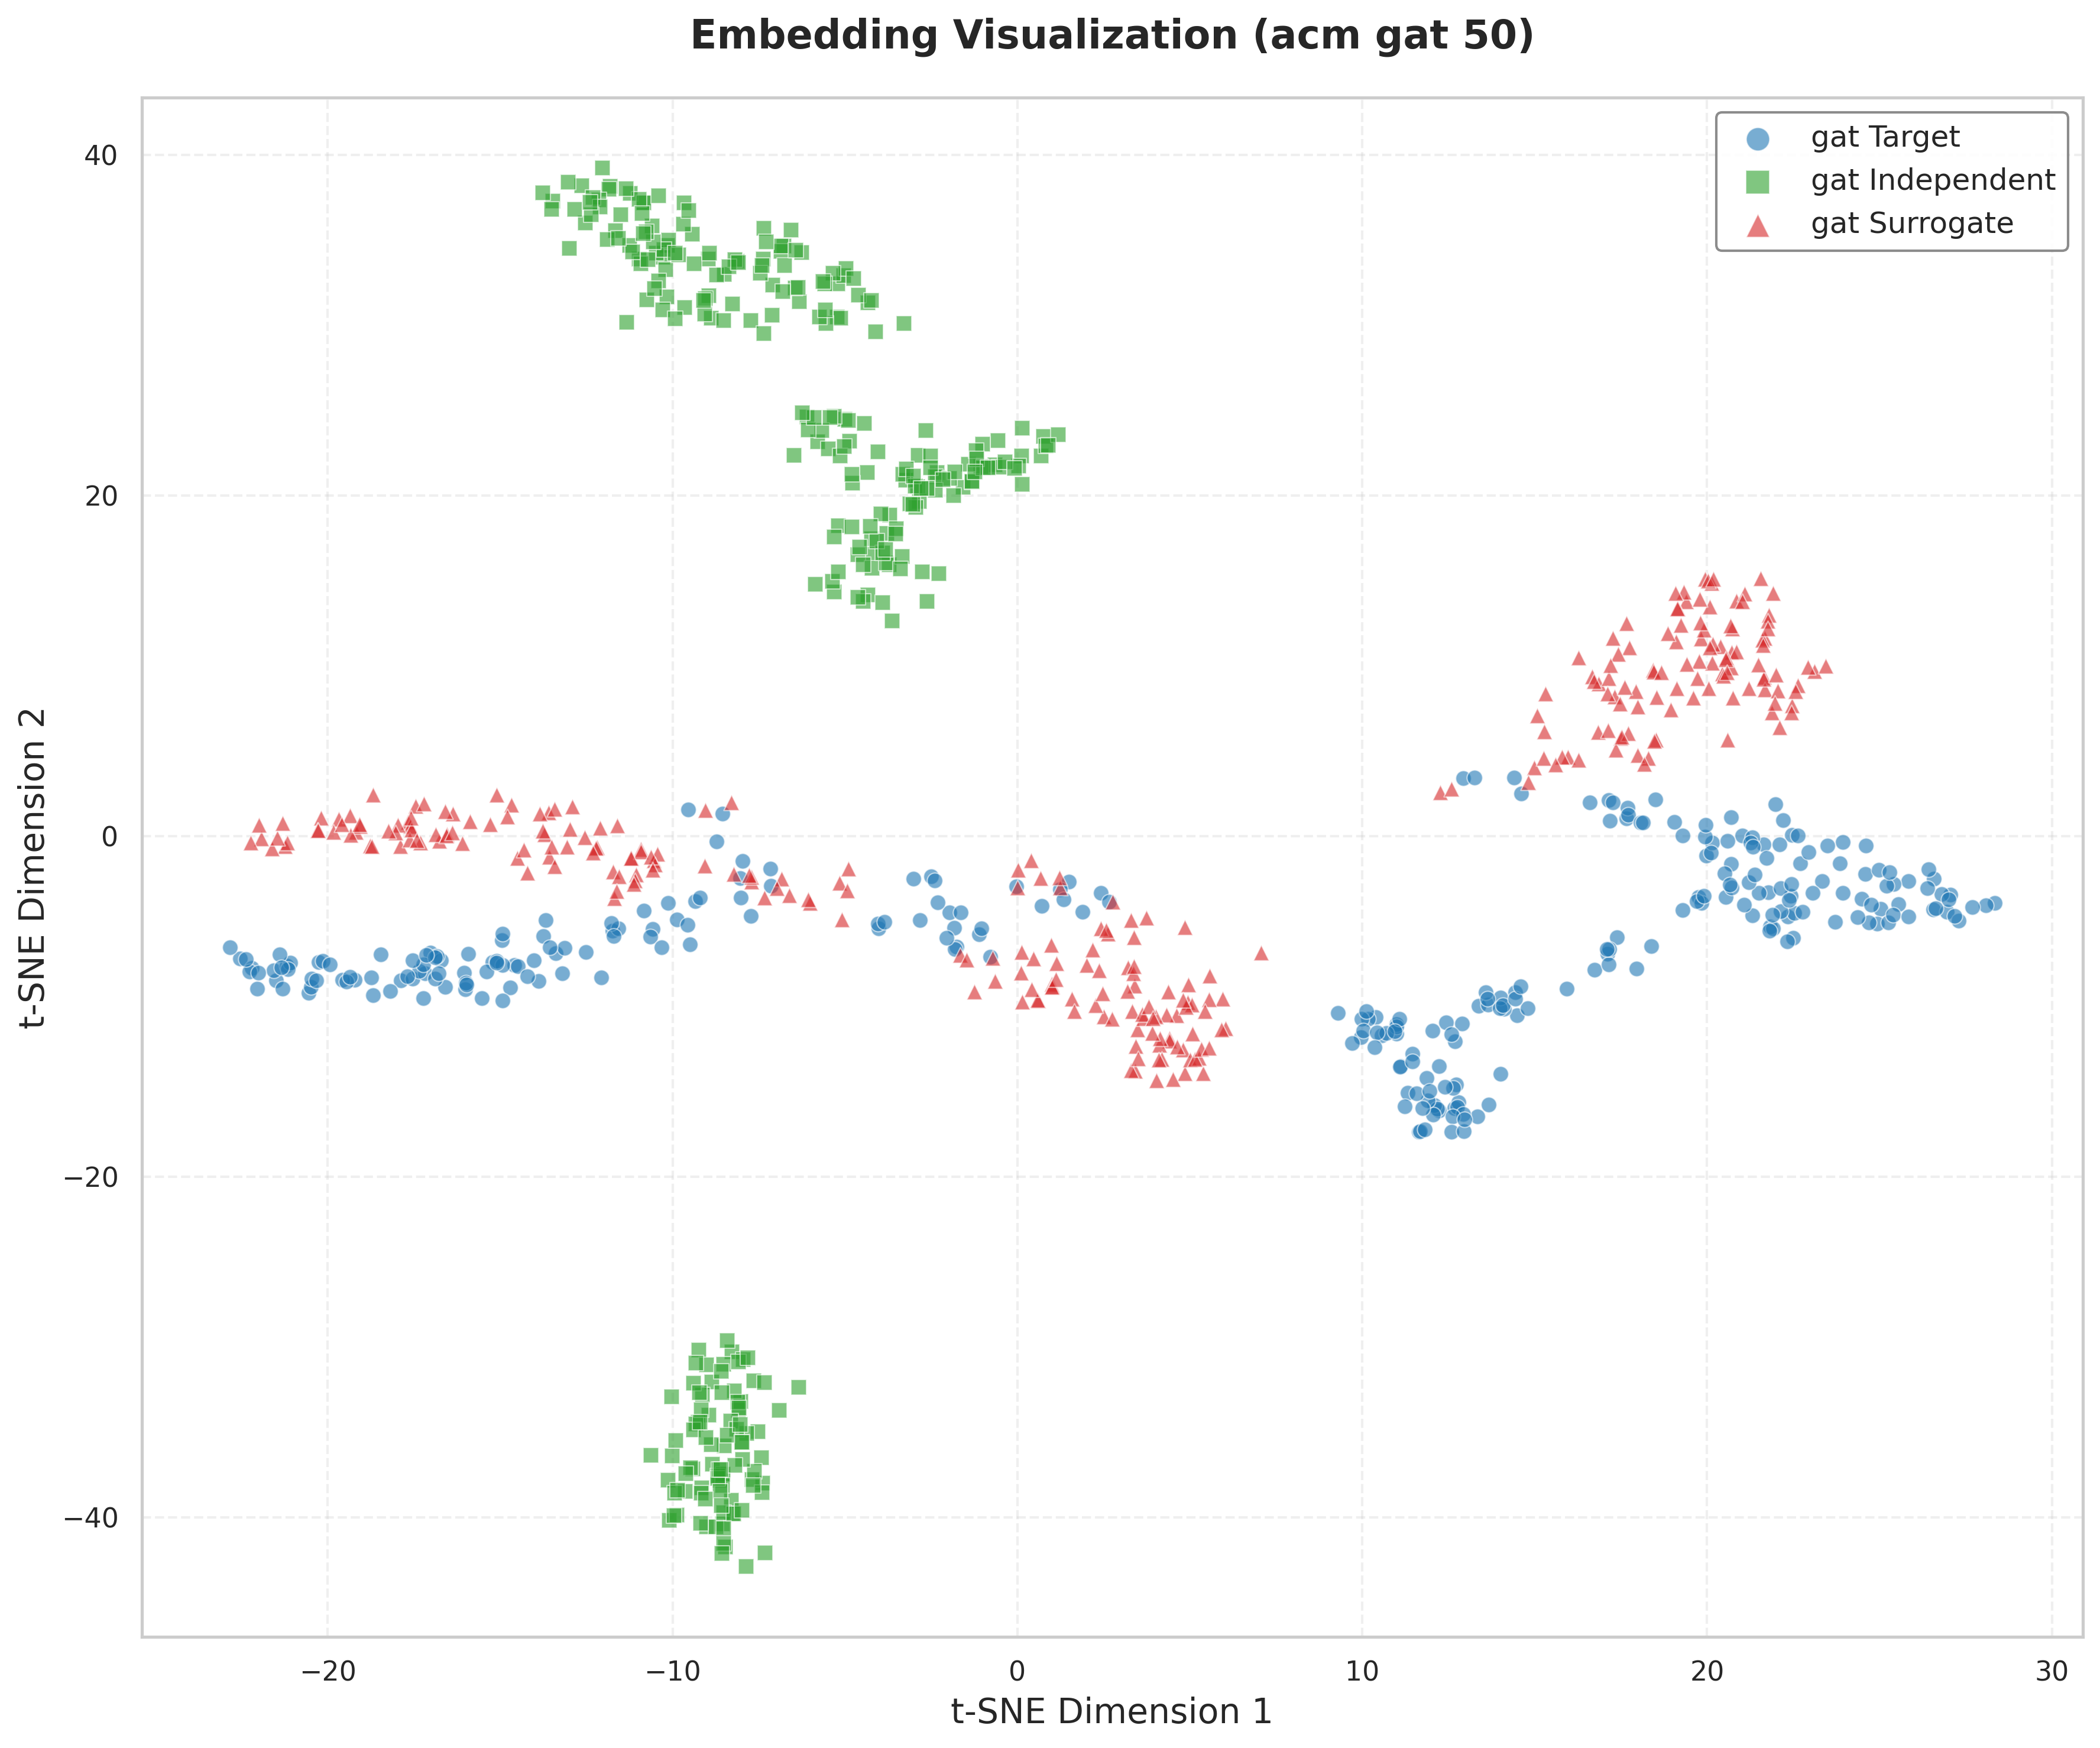 Embedding Visualization (acm gat 50)
gat Target
gat Independent
gat Surrogate
40
20
0
−20
−40
t-SNE Dimension 2
−20
−10
0
10
20
30
t-SNE Dimension 1